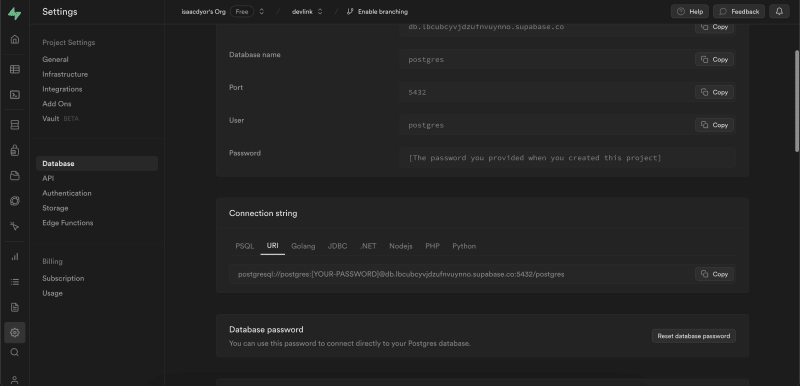 Settings
isaacdyor's Org Free
devlink
Enable branching
Help
Feedback
Project Settings
General
Infrastructure
Integrations
Add Ons
Vault BETA
Database
API
Authentication
Storage
Edge Functions
Billing
Subscription
Usage
db.lbcubcyvjdzufnvuynno.supabase.co Copy
Database name postgres Copy
Port 5432 Copy
User postgres Copy
Password [The password you provided when you created this project]
Connection string
PSQL URI Golang JDBC .NET Nodejs PHP Python
postgresql://postgres:[YOUR-PASSWORD]@db.lbcubcyvjdzufnvuynno.supabase.co:5432/postgres Copy
Database password
You can use this password to connect directly to your Postgres database.
Reset database password